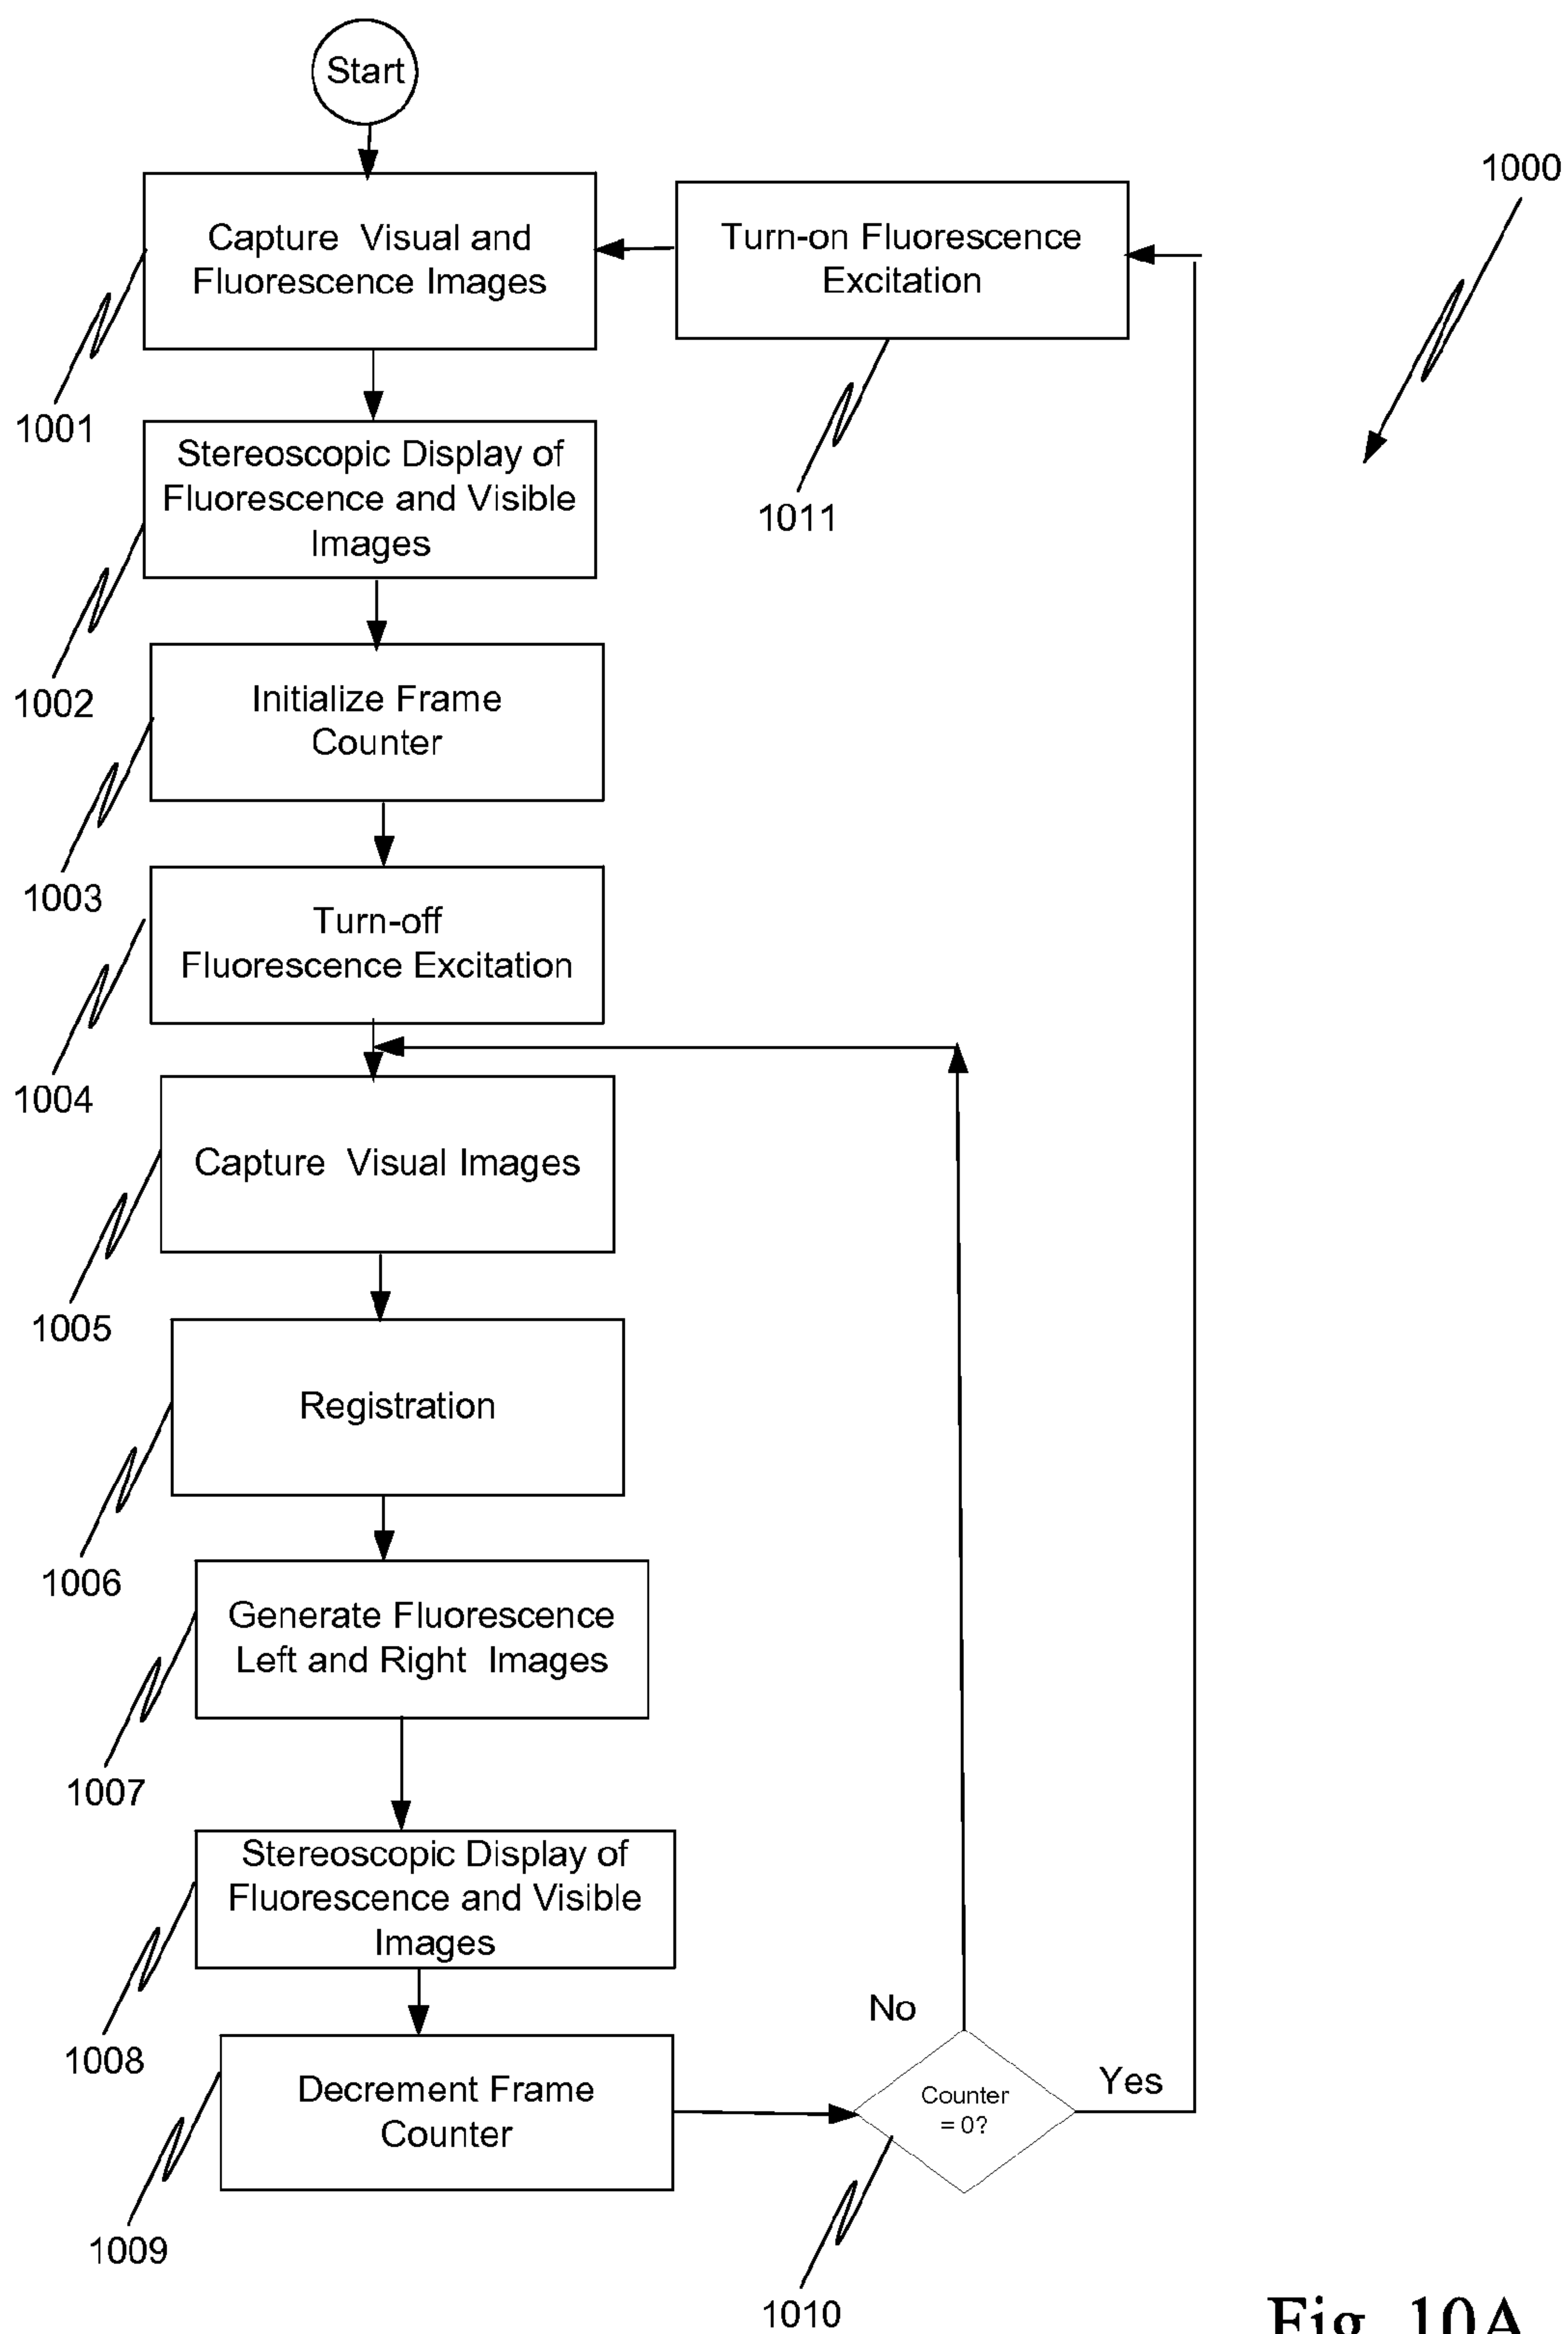 Start
1000
Capture Visual and
Fluorescence Images
Turn-on Fluorescence
Excitation
1001
1011
Stereoscopic Display of
Fluorescence and Visible
Images
1002
Initialize Frame
Counter
1003
Turn-off
Fluorescence Excitation
1004
Capture Visual Images
1005
Registration
1006
Generate Fluorescence
Left and Right Images
1007
Stereoscopic Display of
Fluorescence and Visible
Images
1008
Decrement Frame
Counter
1009
No
Counter
= 0?
Yes
1010
Fig. 10A